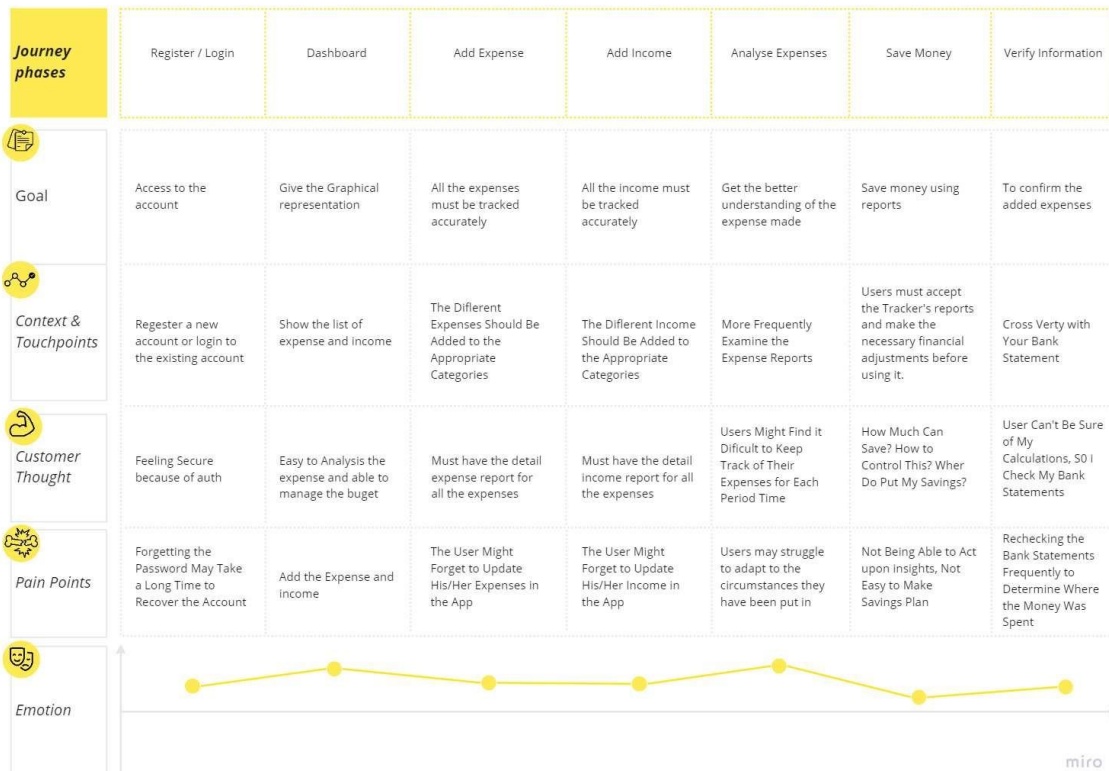 Journey
phases
Register / Login
Dashboard
Add Expense
Add Income
Analyse Expenses
Save Money
Verify Information
Goal
Access to the
account
Give the Graphical
representation
All the expenses
must be tracked
accurately
All the income must
be tracked
accurately
Get the better
understanding of the
expense made
Save money using
reports
To confirm the
added expenses
Context &
Touchpoints
Regester a new
account or login to
the existing account
Show the list of
expense and income
The Diflerent
Expenses Should Be
Added to the
Appropriate
Categories
The Diflerent Income
Should Be Added to
the Appropriate
Categories
More Frequently
Examine the
Expense Reports
Users must accept
the Tracker's reports
and make the
necessary financial
adjustments before
using it.
Cross Verty with
Your Bank
Statement
Customer
Thought
Feeling Secure
because of auth
Easy to Analysis the
expense and able to
manage the buget
Must have the detail
expense report for
all the expenses
Must have the detail
income report for all
the expenses
Users Might Find it
Dificult to Keep
Track of Their
Expenses for Each
Period Time
How Much Can
Save? How to
Control This? Wher
Do Put My Savings?
User Can't Be Sure
of My
Calculations, S0 i
Check My Bank
Statements
Pain Points
Forgetting the
Password May Take
a Long Time to
Recover the Account
Add the Expense and
income
The User Might
Forget to Update
His/Her Expenses in
the App
The User Might
Forget to Update
His/Her Income in
the App
Users may struggle
to adapt to the
circumstances they
have been put in
Not Being Able to Act
upon insights, Not
Easy to Make
Savings Plan
Rechecking the
Bank Statements
Frequently to
Determine Where
the Money Was
Spent
Emotion
miro